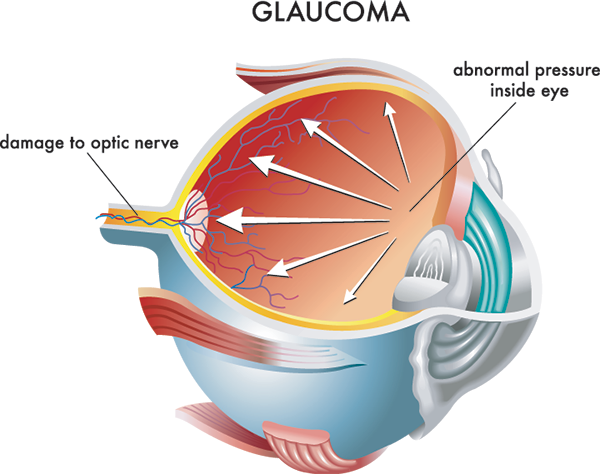 GLAUCOMA
abnormal pressure
inside eye
damage to optic nerve